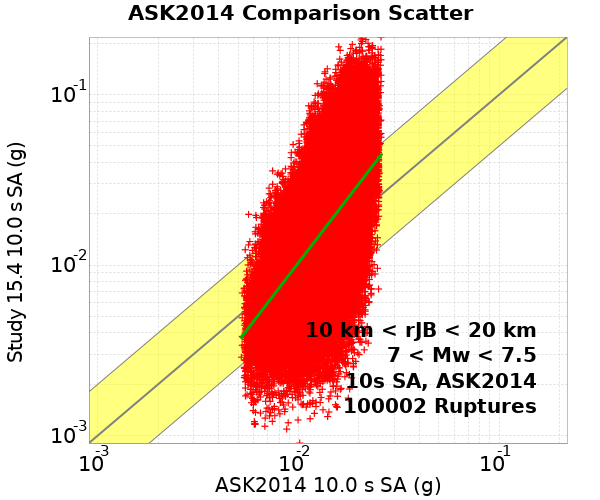 ASK2014 Comparison Scatter
Study 15.4 10.0 s SA (g)
10-1
10-2
10-3
10 km < rJB < 20 km
7 < Mw < 7.5
10s SA, ASK2014
100002 Ruptures
10-3 10-2 10-1
ASK2014 10.0 s SA (g)